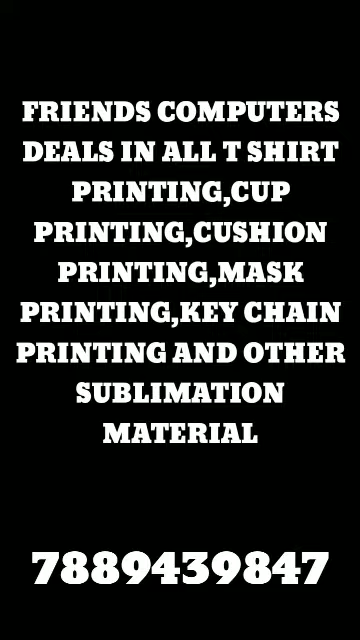 FRIENDS COMPUTERS
DEALS IN ALL T SHIRT
PRINTING,CUP
PRINTING,CUSHION
PRINTING,MASK
PRINTING,KEY CHAIN
PRINTING AND OTHER
SUBLIMATION
MATERIAL
7889439847